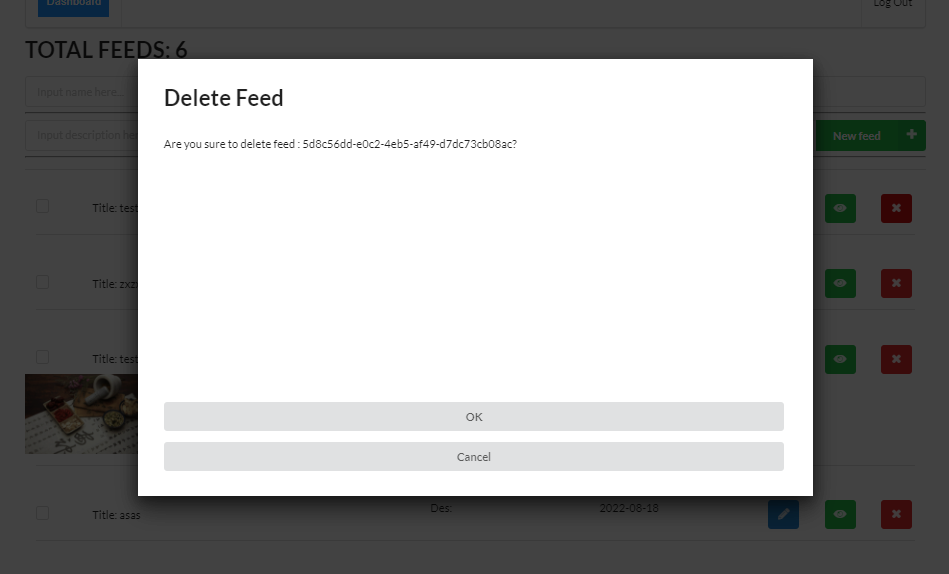 Dashboard
Log Out
TOTAL FEEDS: 6
Input name here...
Input description here
New feed
Delete Feed
Are you sure to delete feed : 5d8c56dd-e0c2-4eb5-af49-d7dc73cb08ac?
Title: test
Title: zxz
Title: test
OK
Cancel
Title: asas
Des:
2022-08-18